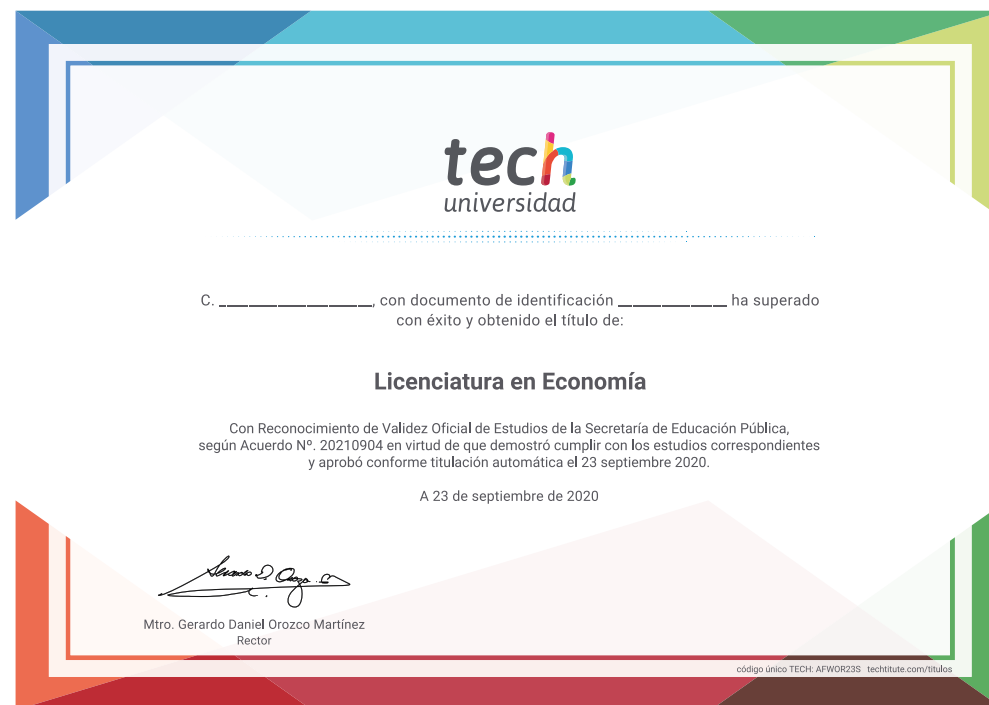 tech
universidad
C. __________________, con documento de identificación _____________ ha superado
con éxito y obtenido el título de:
Licenciatura en Economía
Con Reconocimiento de Validez Oficial de Estudios de la Secretaría de Educación Pública,
según Acuerdo Nº. 20210904 en virtud de que demostró cumplir con los estudios correspondientes
y aprobó conforme titulación automática el 23 septiembre 2020.
A 23 de septiembre de 2020
Mtro. Gerardo Daniel Orozco Martínez
Rector
código único TECH: AFWOR23S techtitute.com/titulos